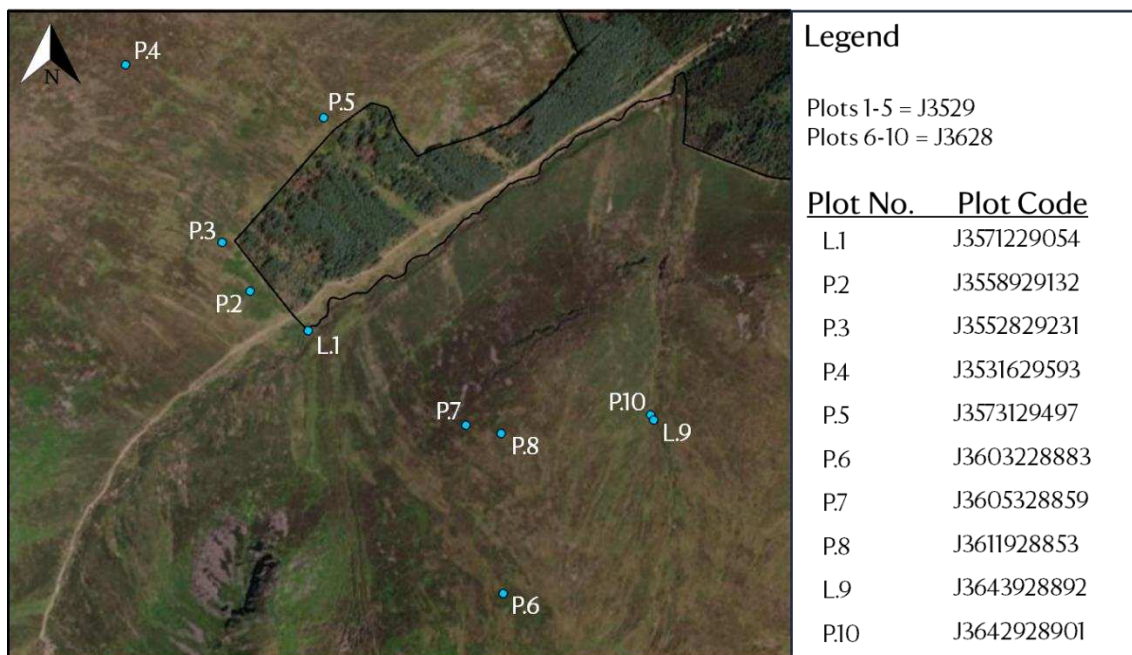 N
P.4
P.5
P.3
P.2
L.1
P.7
P.8
P.10
L.9
P.6
Legend
Plots 1-5 = J3529
Plots 6-10 = J3628
Plot No. Plot Code
L.1 J3571229054
P.2 J3558929132
P.3 J3552829231
P.4 J3531629593
P.5 J3573129497
P.6 J3603228883
P.7 J3605328859
P.8 J3611928853
L.9 J3643928892
P.10 J3642928901